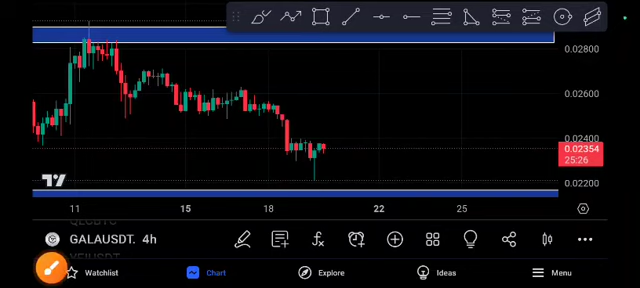 0.02800
0.02600
0.02400
0.02354
25:26
0.02200
11 15 18 22 25
GALAUSDT. 4h
Watchlist Chart Explore Ideas Menu